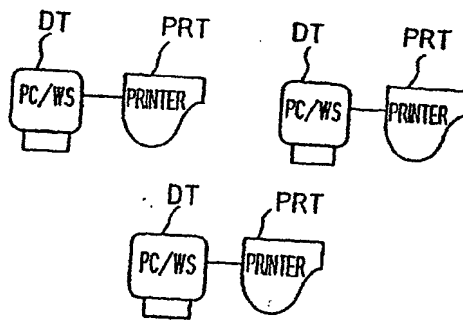 DT PRT DT PRT
PC/WS PRINTER PC/WS PRINTER
DT PRT
PC/WS PRINTER